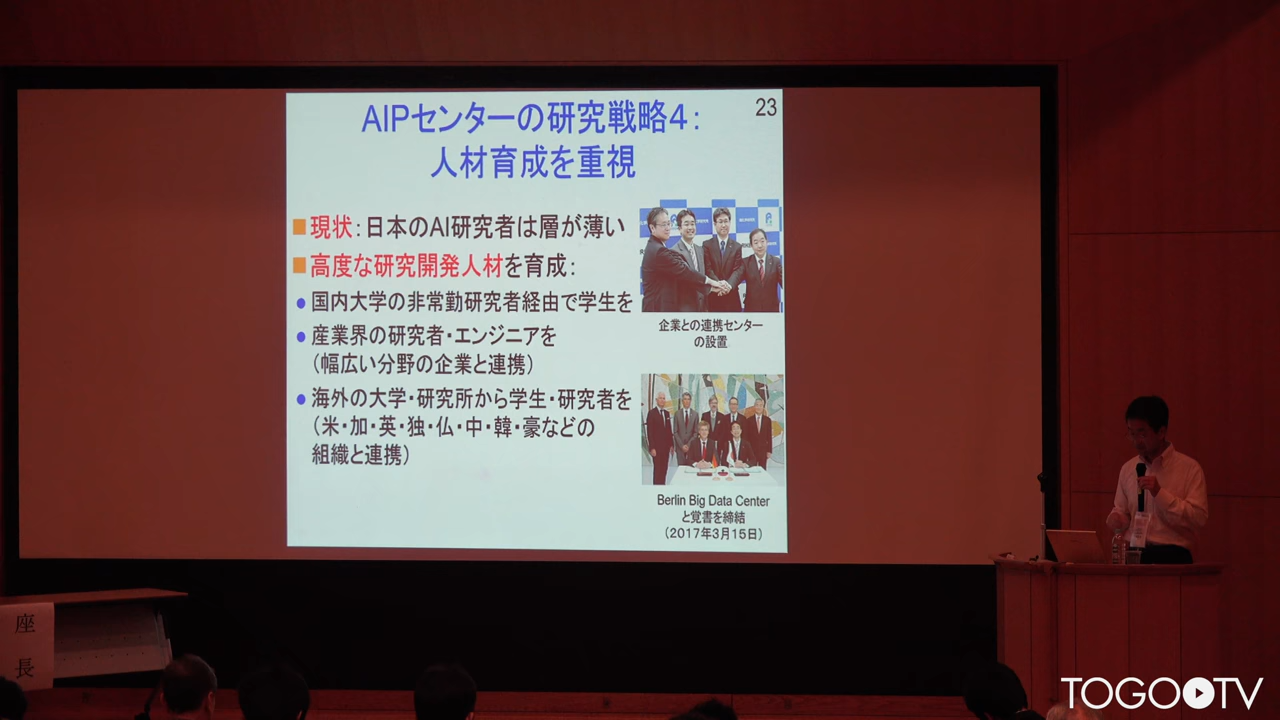 AIPセンターの研究戦略4:
人材育成を重視
23
現状:日本のAI研究者は層が薄い
高度な研究開発人材を育成:
国内大学の非常勤研究者経由で学生を
産業界の研究者・エンジニアを
(幅広い分野の企業と連携)
海外の大学・研究所から学生・研究者を
(米・加・英・独・仏・中・韓・豪などの
組織と連携)
企業との連携センター
の設置
Berlin Big Data Center
と覚書を締結
(2017年3月15日)
座長
TOGOTV